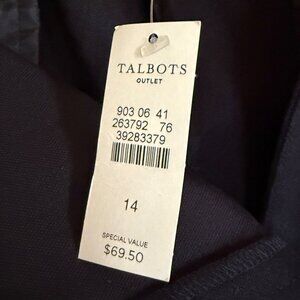 TALBOTS
OUTLET
903 06 41
263792 76
39283379
14
SPECIAL VALUE
$69.50